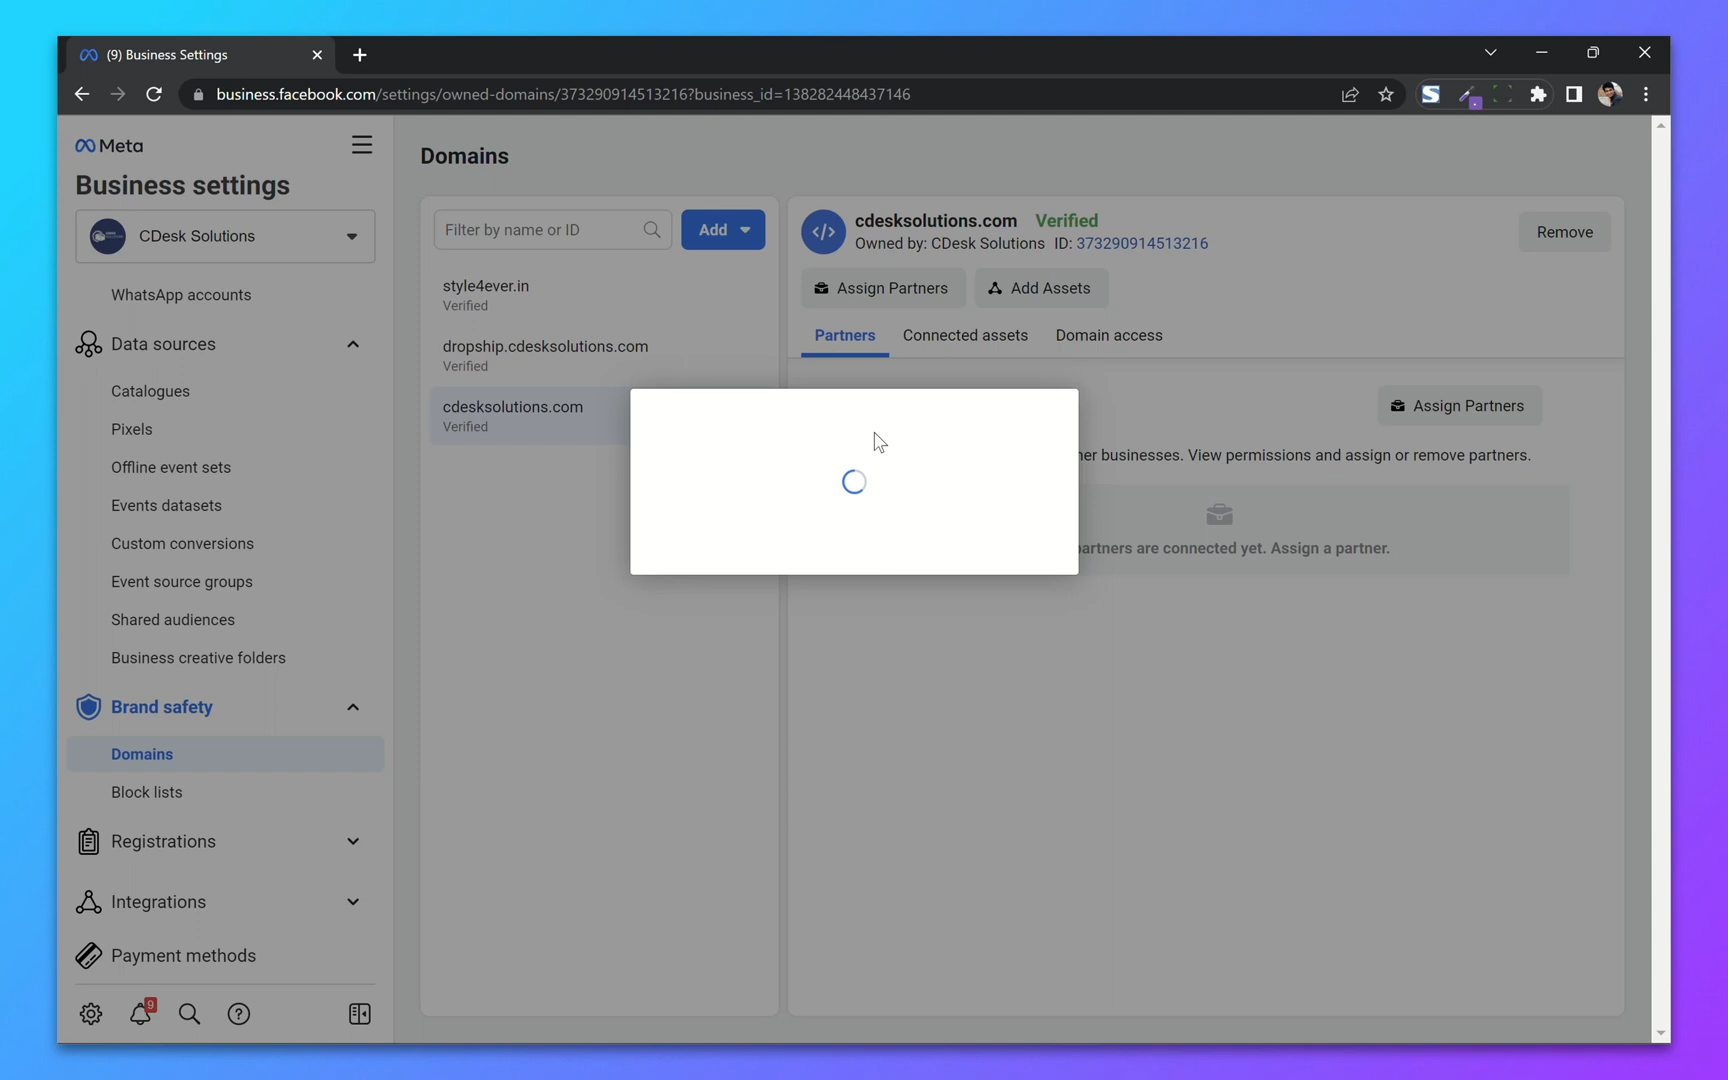 (9) Business Settings
business.facebook.com/settings/owned-domains/373290914513216?business_id=138282448437146
Meta
Business settings
CDesk Solutions
WhatsApp accounts
Data sources
Catalogues
Pixels
Offline event sets
Events datasets
Custom conversions
Event source groups
Shared audiences
Business creative folders
Brand safety
Domains
Block lists
Registrations
Integrations
Payment methods
9
Domains
Filter by name or ID
Add
style4ever.in
Verified
dropship.cdesksolutions.com
Verified
cdesksolutions.com
Verified
cdesksolutions.com Verified
Owned by: CDesk Solutions ID: 373290914513216
Remove
Assign Partners
Add Assets
Partners
Connected assets
Domain access
Assign Partners
businesses. View permissions and assign or remove partners.
are connected yet. Assign a partner.